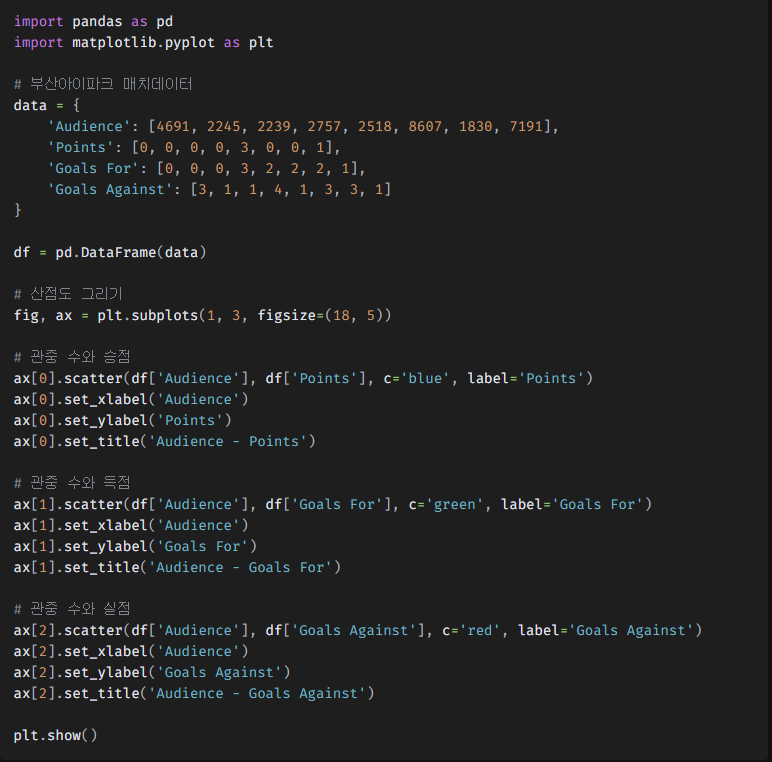 import pandas as pd
import matplotlib.pyplot as plt
# 부산아이파크 매치데이터
data = {
    'Audience': [4691, 2245, 2239, 2757, 2518, 8607, 1830, 7191],
    'Points': [0, 0, 0, 0, 3, 0, 0, 1],
    'Goals For': [0, 0, 0, 3, 2, 2, 2, 1],
    'Goals Against': [3, 1, 1, 4, 1, 3, 3, 1]
}
df = pd.DataFrame(data)
# 산점도 그리기
fig, ax = plt.subplots(1, 3, figsize=(18, 5))
# 관중 수와 승점
ax[0].scatter(df['Audience'], df['Points'], c='blue', label='Points')
ax[0].set_xlabel('Audience')
ax[0].set_ylabel('Points')
ax[0].set_title('Audience - Points')
# 관중 수와 득점
ax[1].scatter(df['Audience'], df['Goals For'], c='green', label='Goals For')
ax[1].set_xlabel('Audience')
ax[1].set_ylabel('Goals For')
ax[1].set_title('Audience - Goals For')
# 관중 수와 실점
ax[2].scatter(df['Audience'], df['Goals Against'], c='red', label='Goals Against')
ax[2].set_xlabel('Audience')
ax[2].set_ylabel('Goals Against')
ax[2].set_title('Audience - Goals Against')
plt.show()